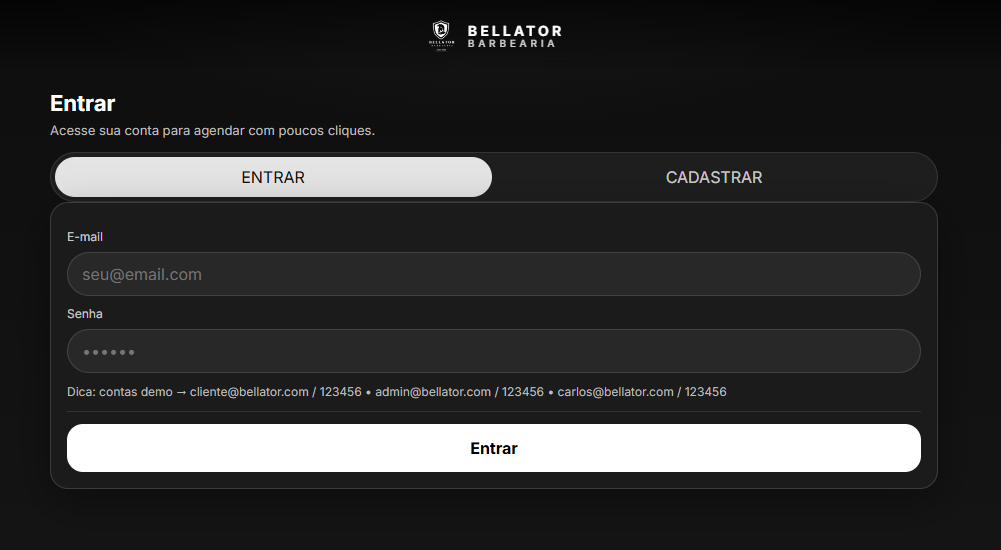 BELLATOR
BELLATOR
BARBEARIA
Entrar
Acesse sua conta para agendar com poucos cliques.
ENTRAR
CADASTRAR
E-mail
seu@email.com
Senha
••••••
Dica: contas demo → cliente@bellator.com / 123456 • admin@bellator.com / 123456 • carlos@bellator.com / 123456
Entrar